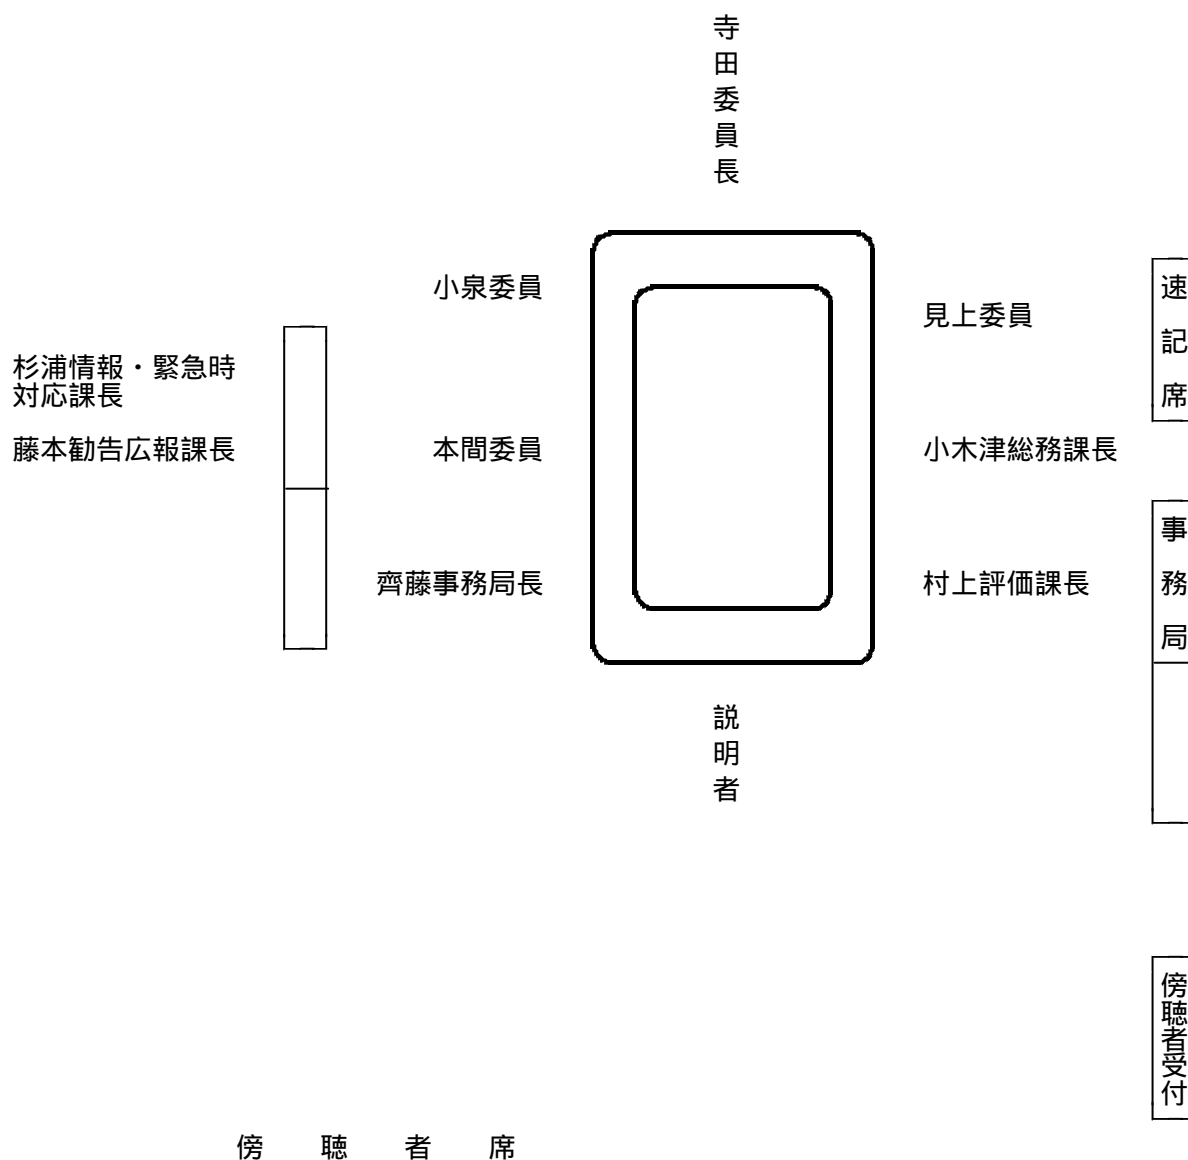 寺田委員長
小泉委員
見上委員
速記席
杉浦情報・緊急時
対応課長
藤本勧告広報課長
本間委員
小木津総務課長
事務局
齊藤事務局長
村上評価課長
説明者
傍聴者受付
傍聴者席